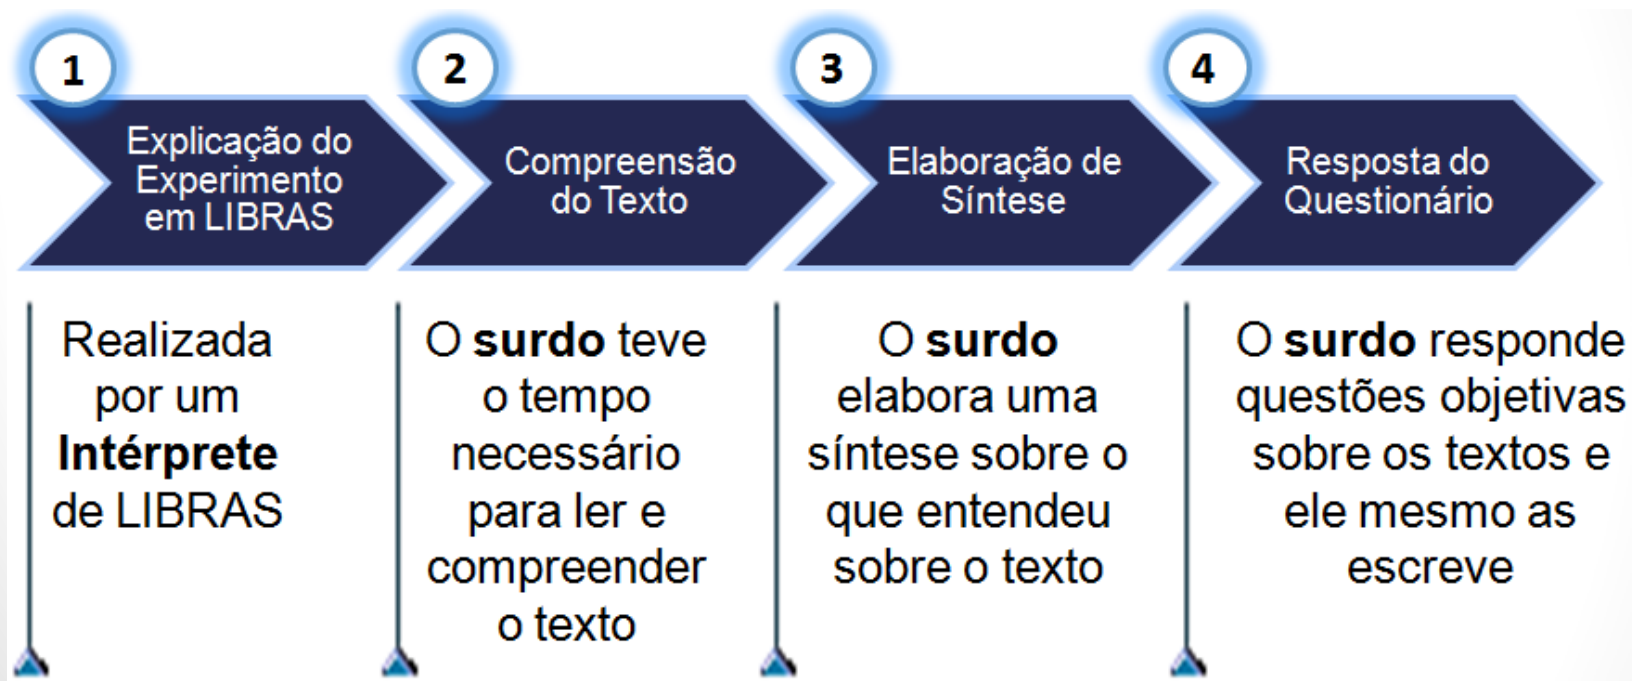 1
Explicação do
Experimento
em LIBRAS
Realizada
por um
Intérprete
de LIBRAS
2
Compreensão
do Texto
O surdo teve
o tempo
necessário
para ler e
compreender
o texto
3
Elaboração de
Síntese
O surdo
elabora uma
síntese sobre o
que entendeu
sobre o texto
4
Resposta do
Questionário
O surdo responde
questões objetivas
sobre os textos e
ele mesmo as
escreve